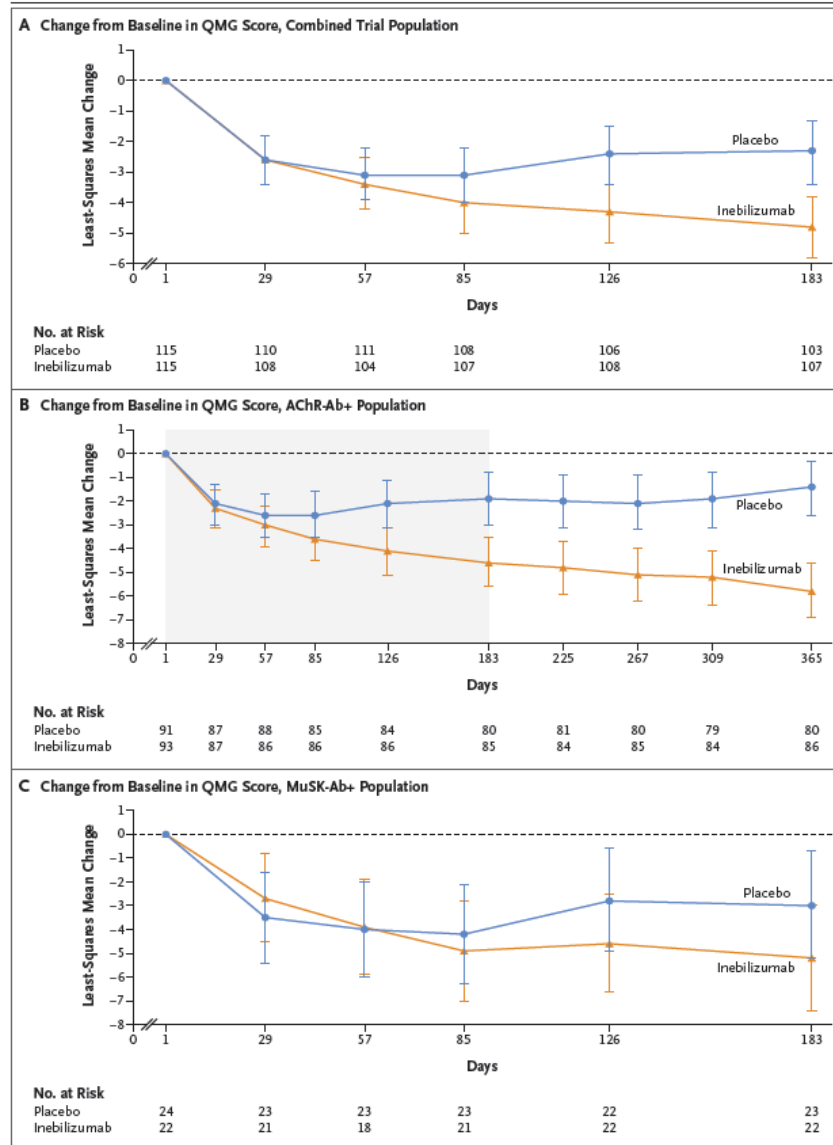 A Change from Baseline in QMG Score, Combined Trial Population
Least-Squares Mean Change
1
0
−1
−2
−3
−4
−5
−6
Placebo
Inebilizumab
0 1 29 57 85 126 183
Days
No. at Risk
Placebo 115 110 111 108 106 103
Inebilizumab 115 108 104 107 108 107
B Change from Baseline in QMG Score, AChR-Ab+ Population
Least-Squares Mean Change
1
0
−1
−2
−3
−4
−5
−6
−7
−8
Placebo
Inebilizumab
0 1 29 57 85 126 183 225 267 309 365
Days
No. at Risk
Placebo 91 87 88 85 84 80 81 80 79 80
Inebilizumab 93 87 86 86 86 85 84 85 84 86
C Change from Baseline in QMG Score, MuSK-Ab+ Population
Least-Squares Mean Change
1
0
−1
−2
−3
−4
−5
−6
−7
−8
Placebo
Inebilizumab
0 1 29 57 85 126 183
Days
No. at Risk
Placebo 24 23 23 23 22 23
Inebilizumab 22 21 18 21 22 22